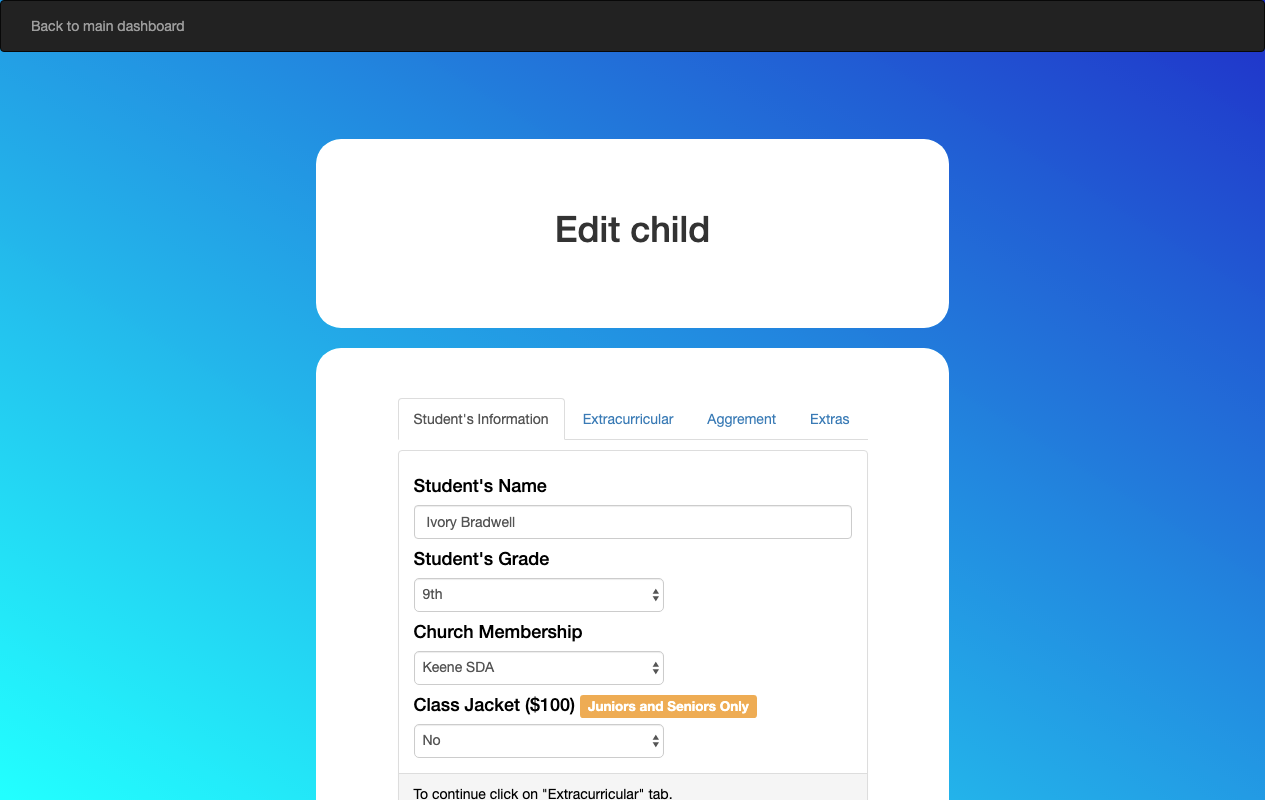 Back to main dashboard
Edit child
Student's Information Extracurricular Aggrement Extras
Student's Name
Ivory Bradwell
Student's Grade
9th
Church Membership
Keene SDA
Class Jacket ($100) Juniors and Seniors Only
No
To continue click on "Extracurricular" tab.